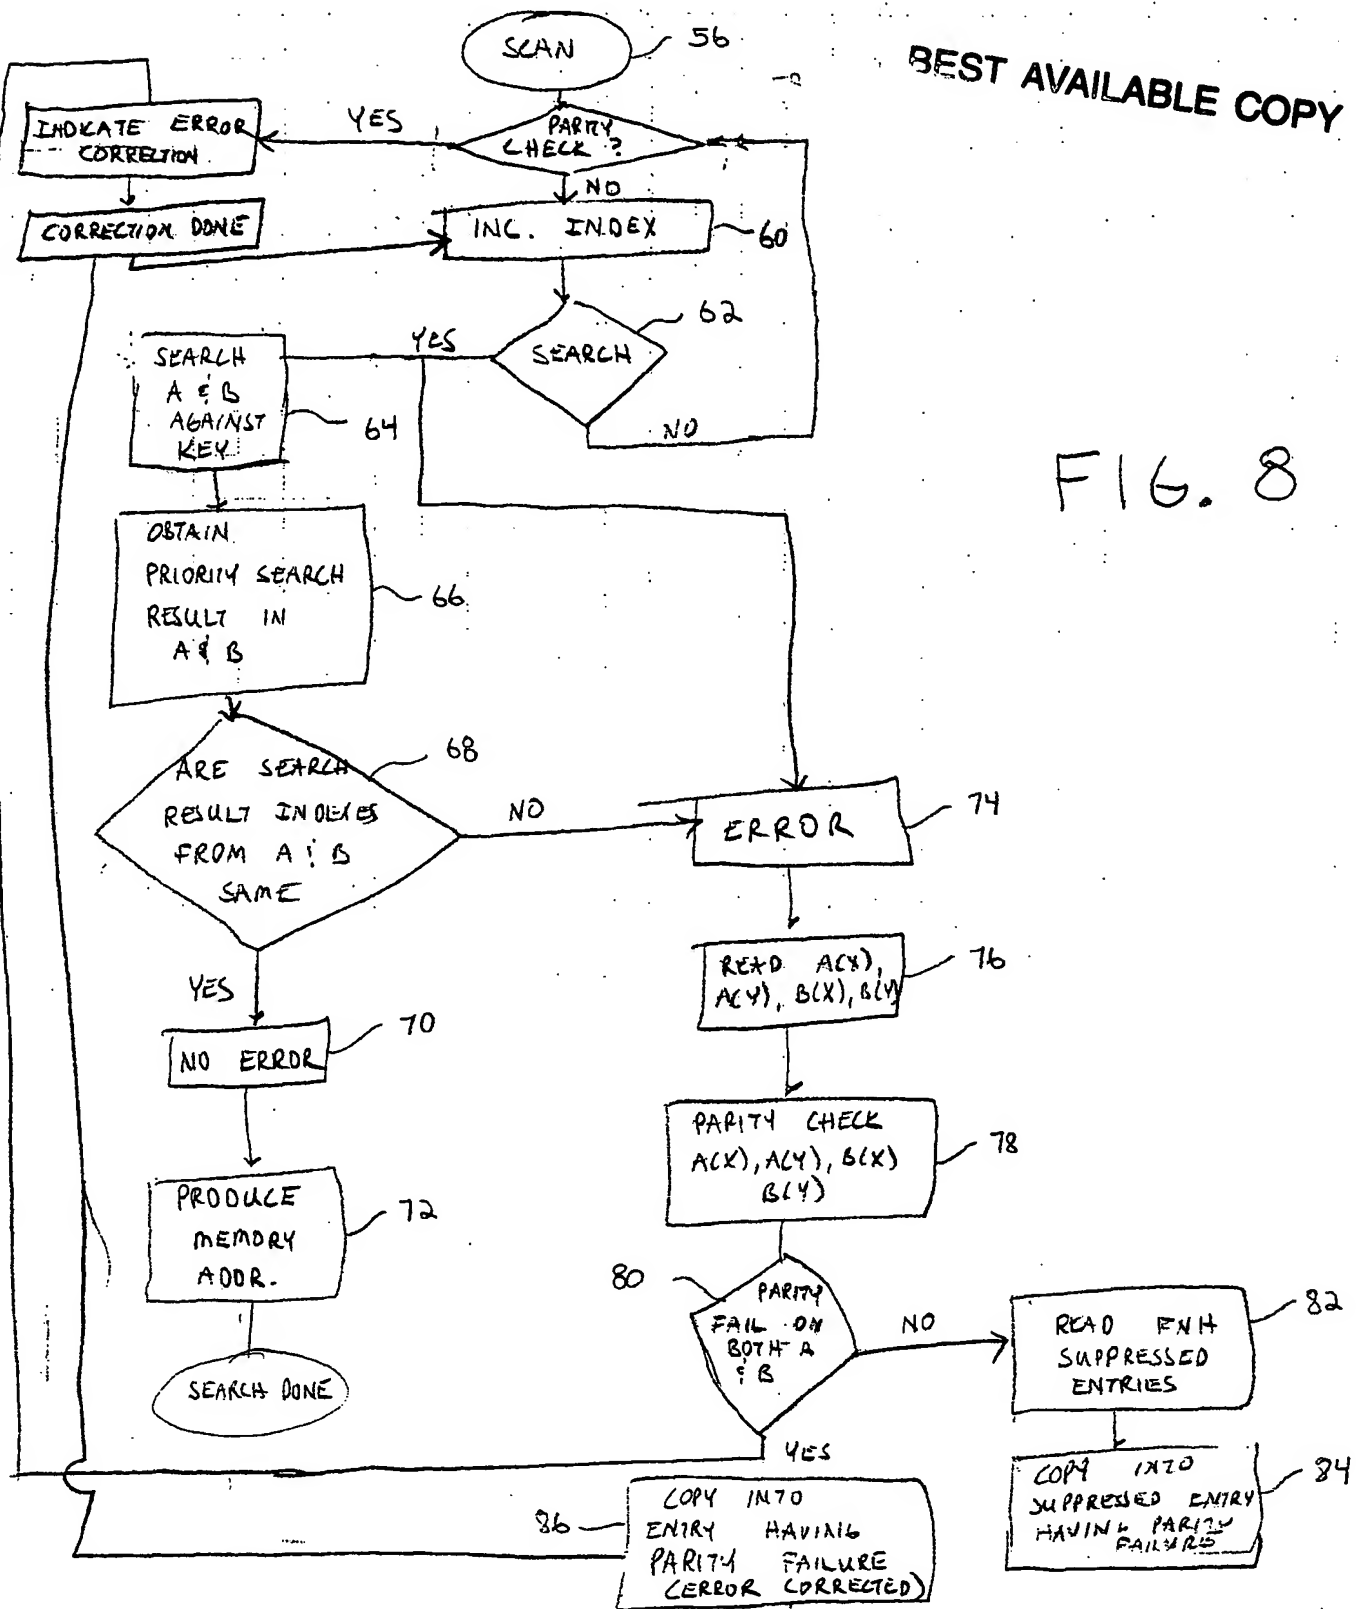 SCAN
56
BEST AVAILABLE COPY
INDICATE ERROR
CORRECTION
YES
PARITY
CHECK ?
NO
CORRECTION DONE
INC. INDEX
60
62
SEARCH
YES
NO
SEARCH
A & B
AGAINST
KEY
64
FIG. 8
OBTAIN
PRIORITY SEARCH
RESULT IN
A & B
66
68
ARE SEARCH
RESULT INDEXES
FROM A & B
SAME
NO
ERROR
74
YES
READ A(X),
A(Y), B(X), B(Y)
76
NO ERROR
70
PARITY CHECK
A(X), A(Y), B(X)
B(Y)
78
PRODUCE
MEMORY
ADDR.
72
80
PARITY
FAIL ON
BOTH A
& B
NO
READ FNH
SUPPRESSED
ENTRIES
82
SEARCH DONE
YES
COPY INTO
SUPPRESSED ENTRY
HAVING PARITY
FAILURE
84
86
COPY INTO
ENTRY HAVING
PARITY FAILURE
(ERROR CORRECTED)